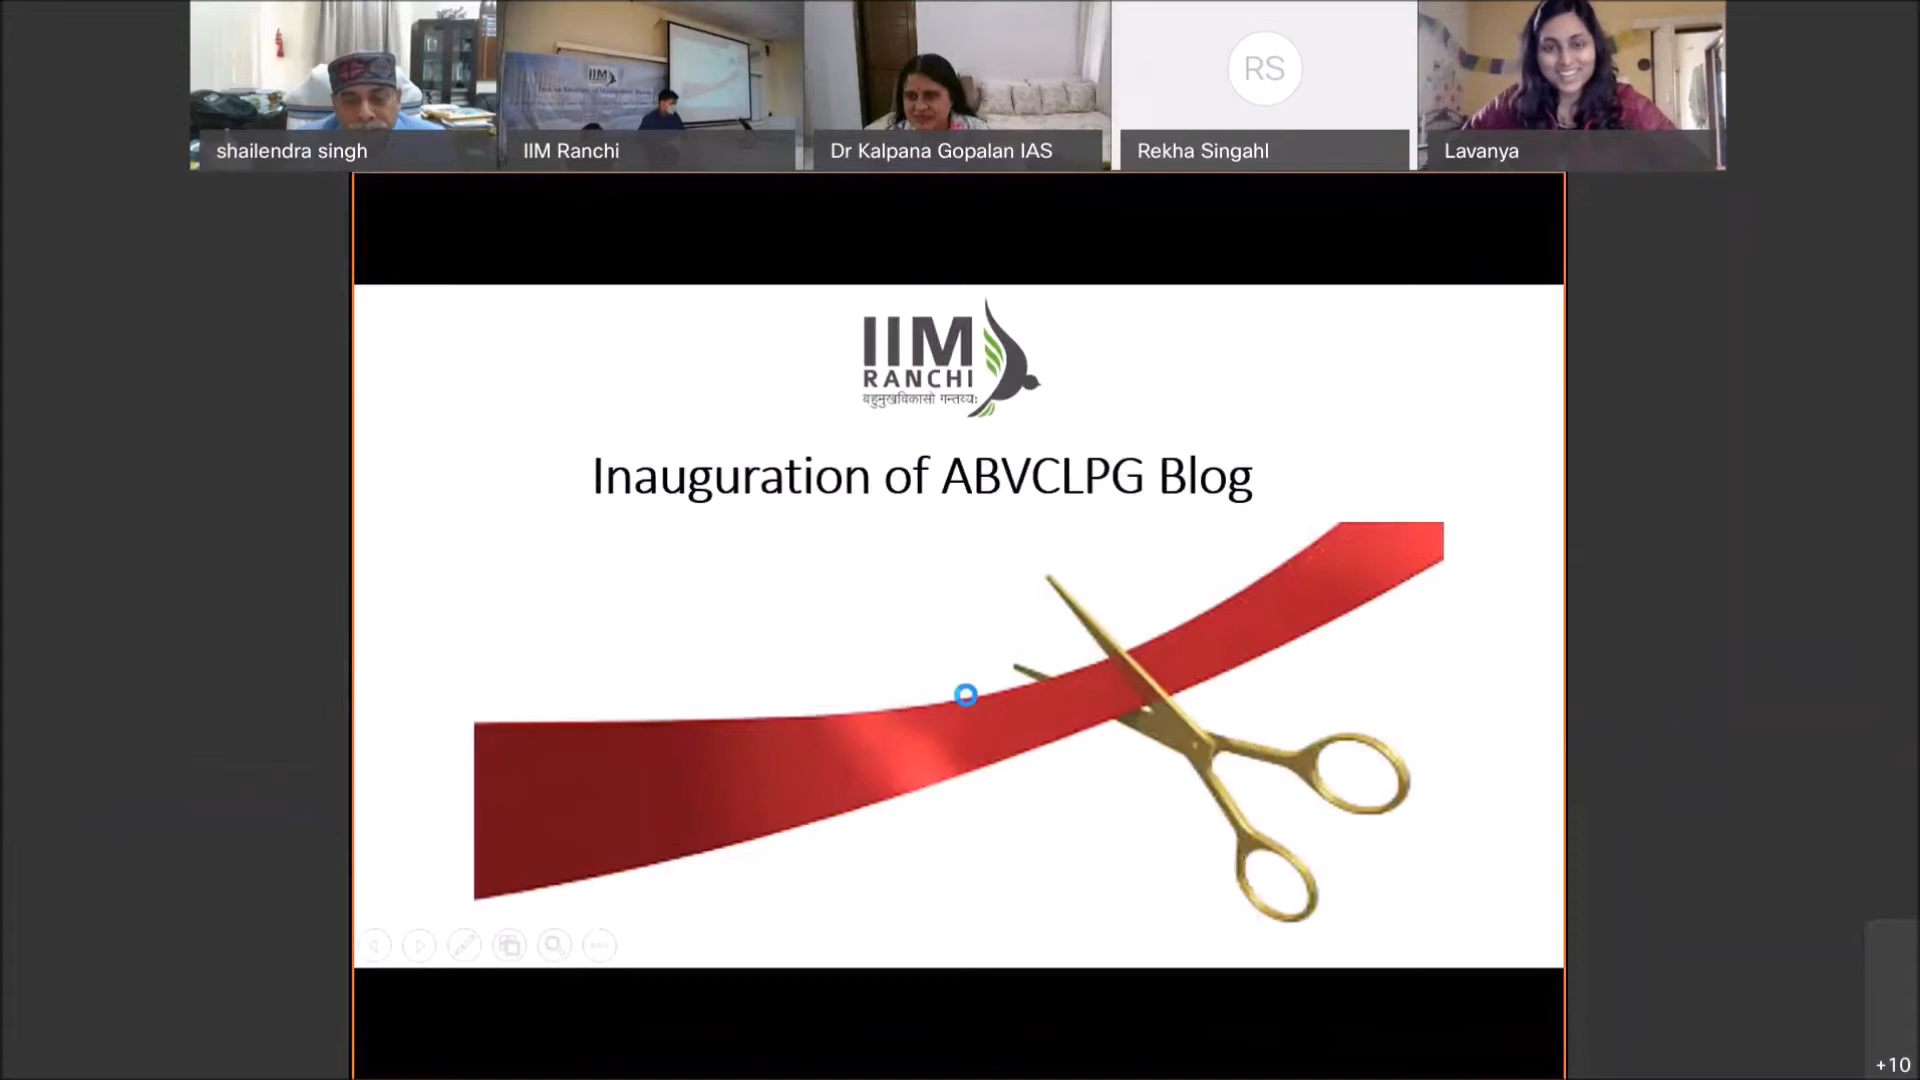 shailendra singh
IIM Ranchi
Dr Kalpana Gopalan IAS
RS
Rekha Singahl
Lavanya
IIM
IIM
RANCHI
बहुमुखविकासो गन्तव्यः
Inauguration of ABVCLPG Blog
+10